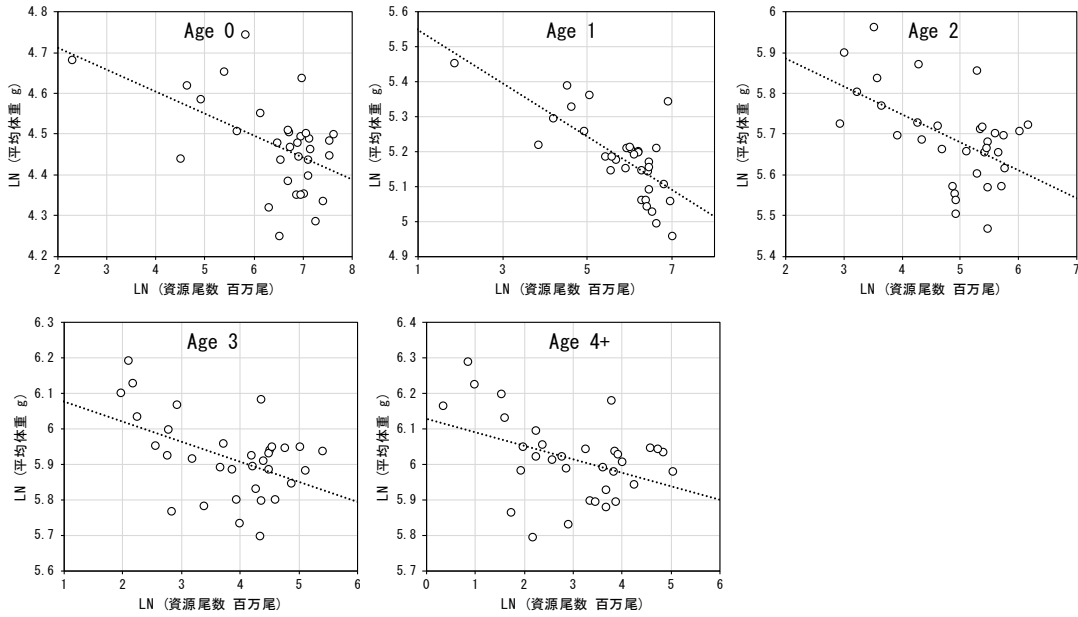 Age 0
LN (平均体重 g)
4.8
4.7
4.6
4.5
4.4
4.3
4.2
2 3 4 5 6 7 8
LN (資源尾数 百万尾)
Age 1
LN (平均体重 g)
5.6
5.5
5.4
5.3
5.2
5.1
5
4.9
1 3 5 7
LN (資源尾数 百万尾)
Age 2
LN (平均体重 g)
6
5.9
5.8
5.7
5.6
5.5
5.4
2 3 4 5 6 7
LN (資源尾数 百万尾)
Age 3
LN (平均体重 g)
6.3
6.2
6.1
6
5.9
5.8
5.7
5.6
1 2 3 4 5 6
LN (資源尾数 百万尾)
Age 4+
LN (平均体重 g)
6.4
6.3
6.2
6.1
6
5.9
5.8
5.7
0 1 2 3 4 5 6
LN (資源尾数 百万尾)